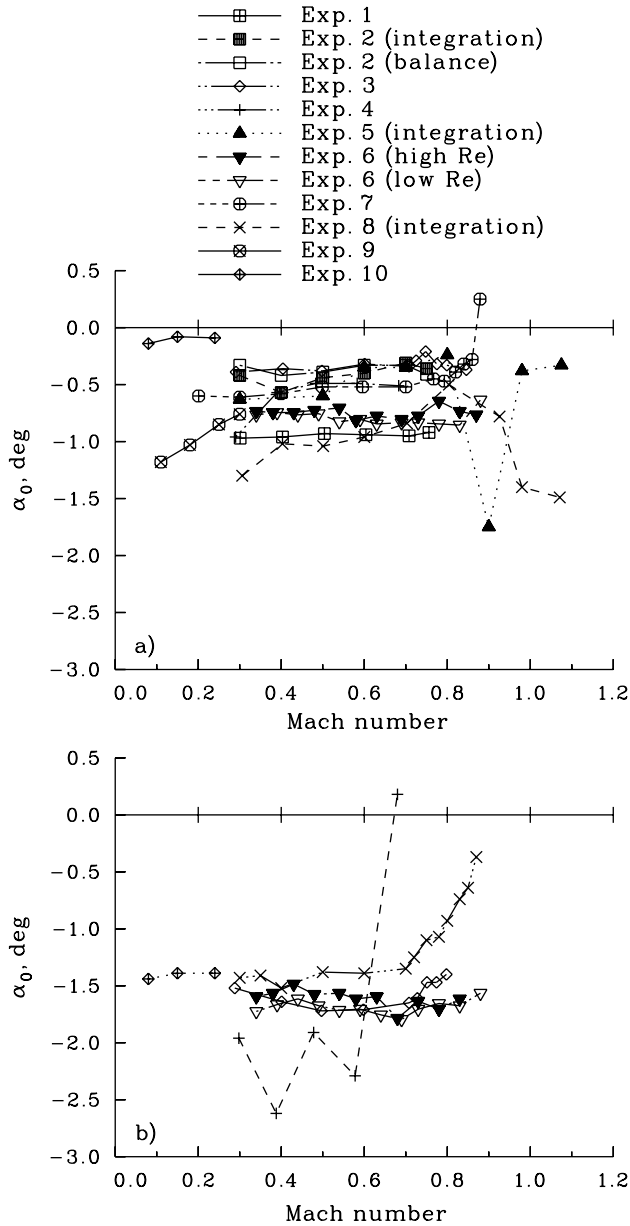 Exp. 1
Exp. 2 (integration)
Exp. 2 (balance)
Exp. 3
Exp. 4
Exp. 5 (integration)
Exp. 6 (high Re)
Exp. 6 (low Re)
Exp. 7
Exp. 8 (integration)
Exp. 9
Exp. 10
0.5
0.0
−0.5
−1.0
−1.5
−2.0
−2.5
−3.0
α₀, deg
a)
0.0 0.2 0.4 0.6 0.8 1.0 1.2
Mach number
0.5
0.0
−0.5
−1.0
−1.5
−2.0
−2.5
−3.0
α₀, deg
b)
0.0 0.2 0.4 0.6 0.8 1.0 1.2
Mach number